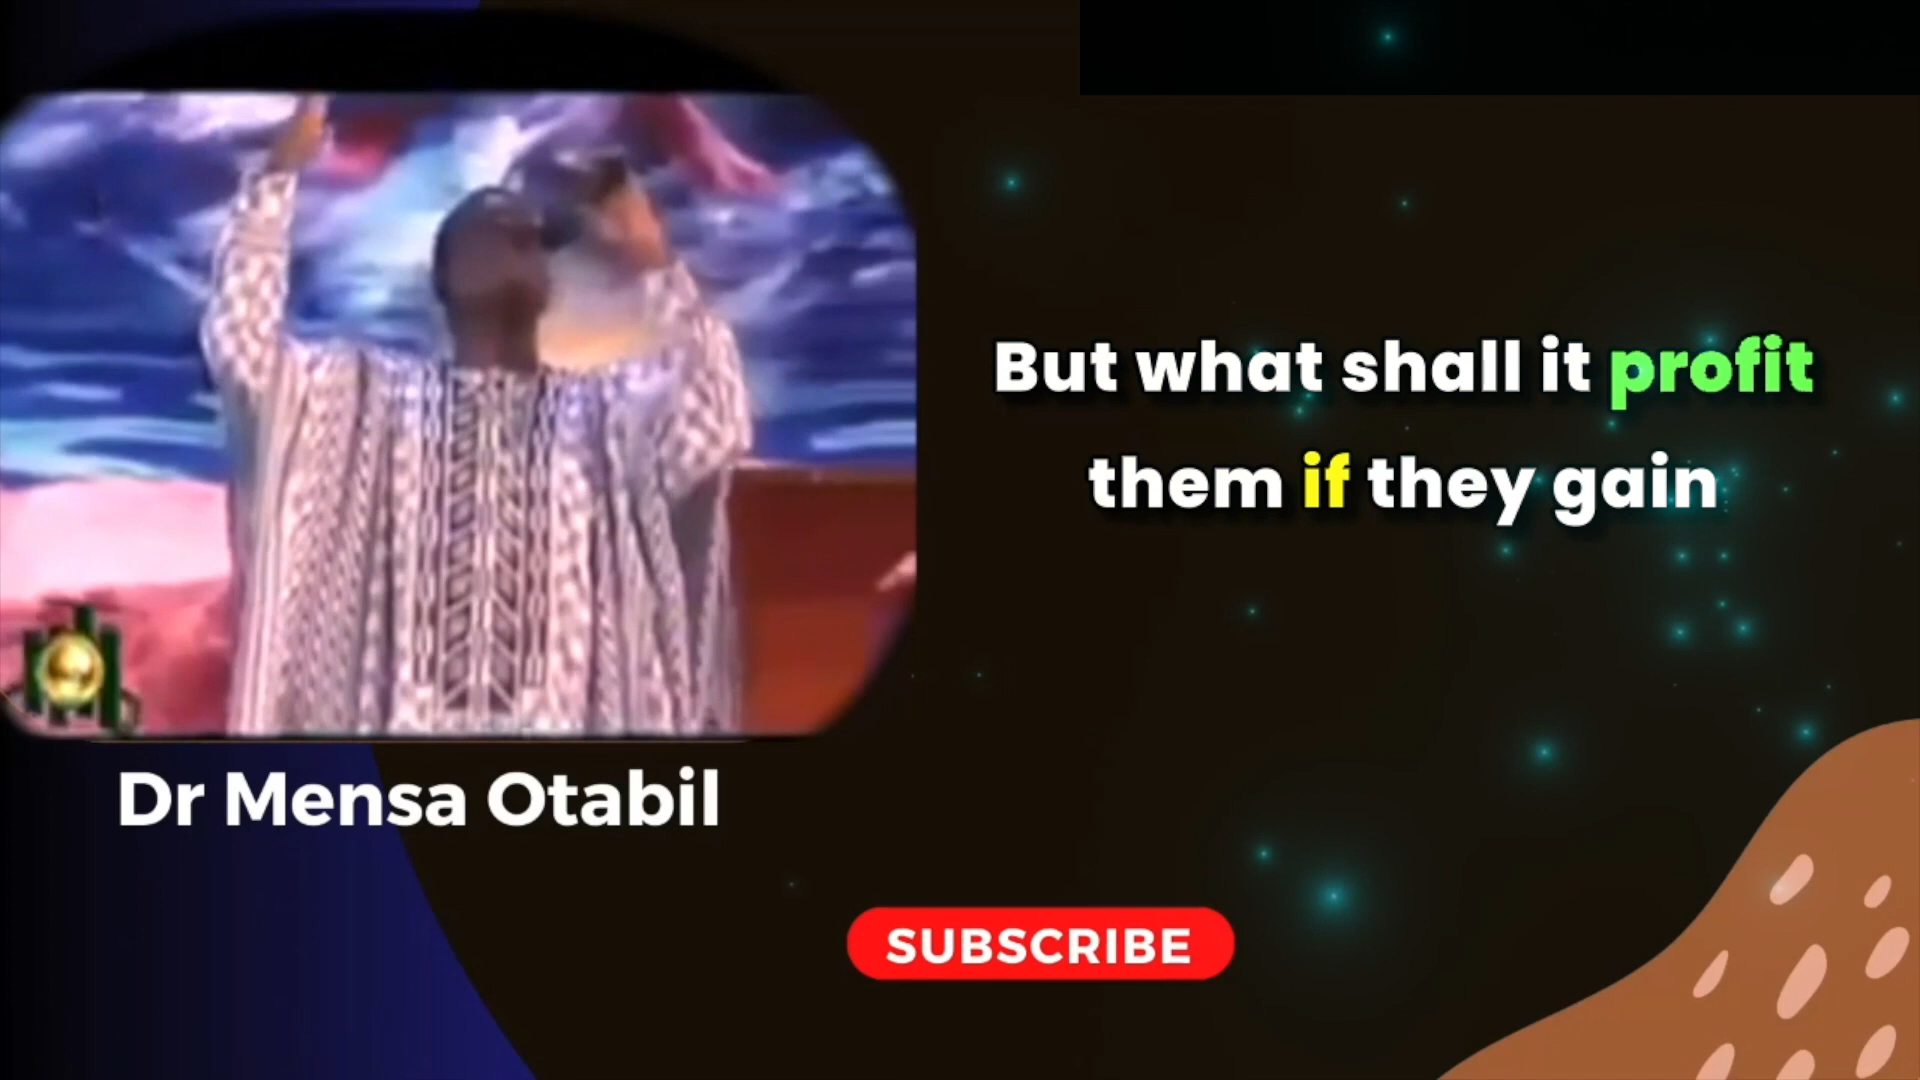 But what shall it profit
them if they gain
Dr Mensa Otabil
SUBSCRIBE